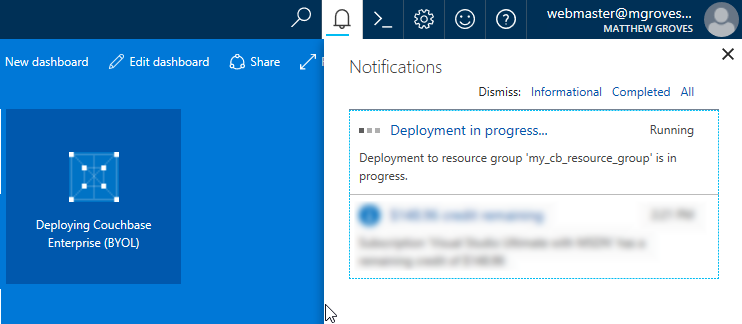 webmaster@mgroves...
MATTHEW GROVES
New dashboard Edit dashboard Share
Notifications
Dismiss: Informational Completed All
Deployment in progress... Running
Deployment to resource group 'my_cb_resource_group' is in
progress.
Deploying Couchbase
Enterprise (BYOL)